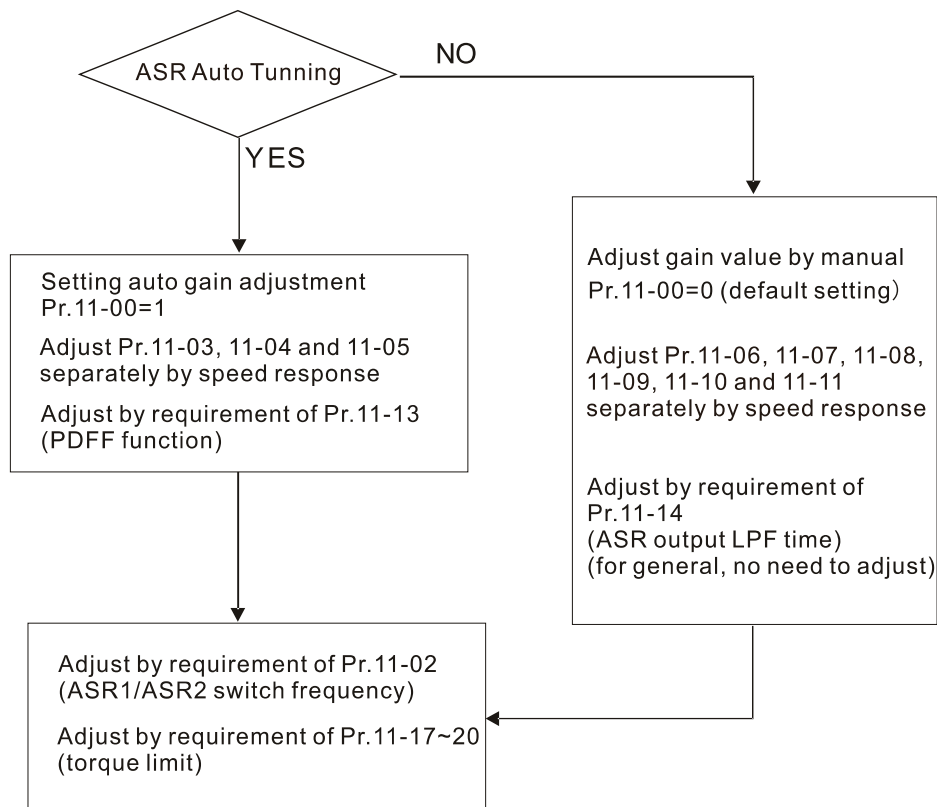 ASR Auto Tunning
NO
YES
Setting auto gain adjustment
Pr.11-00=1
Adjust Pr.11-03, 11-04 and 11-05
separately by speed response
Adjust by requirement of Pr.11-13
(PDFF function)
Adjust gain value by manual
Pr.11-00=0 (default setting)
Adjust Pr.11-06, 11-07, 11-08,
11-09, 11-10 and 11-11
separately by speed response
Adjust by requirement of
Pr.11-14
(ASR output LPF time)
(for general, no need to adjust)
Adjust by requirement of Pr.11-02
(ASR1/ASR2 switch frequency)
Adjust by requirement of Pr.11-17~20
(torque limit)